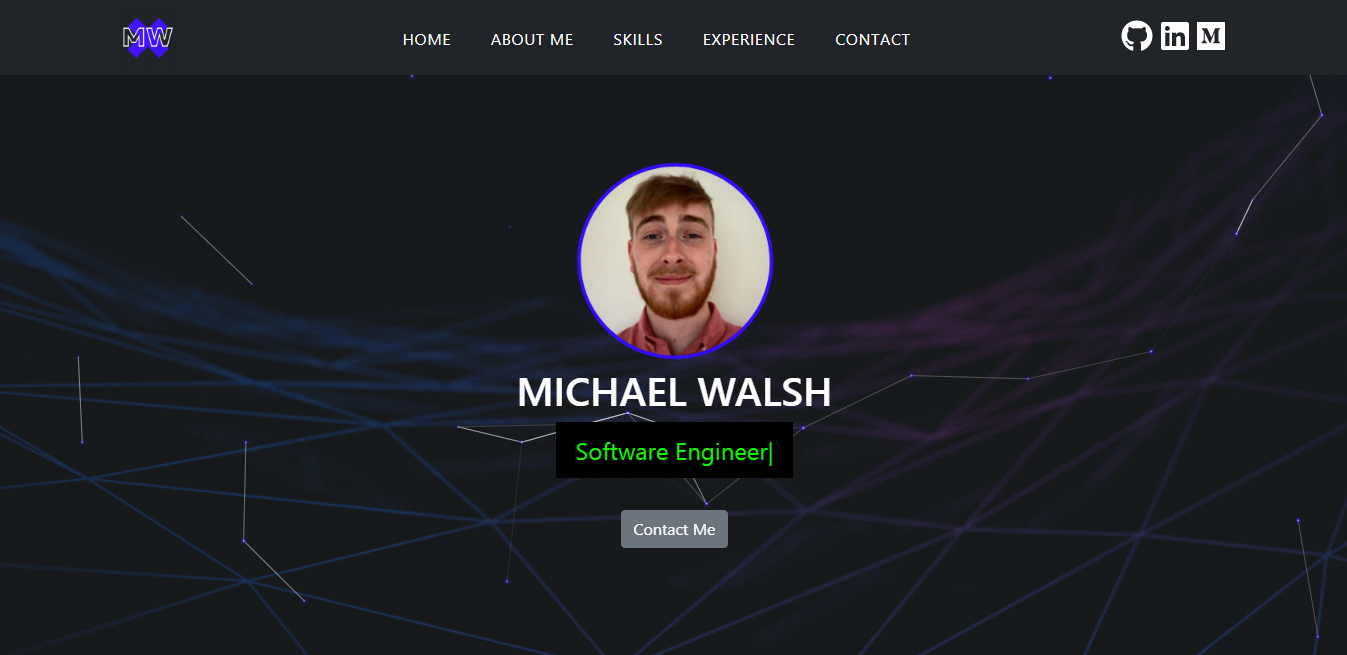 MW
HOME ABOUT ME SKILLS EXPERIENCE CONTACT in M
MICHAEL WALSH
Software Engineer|
Contact Me